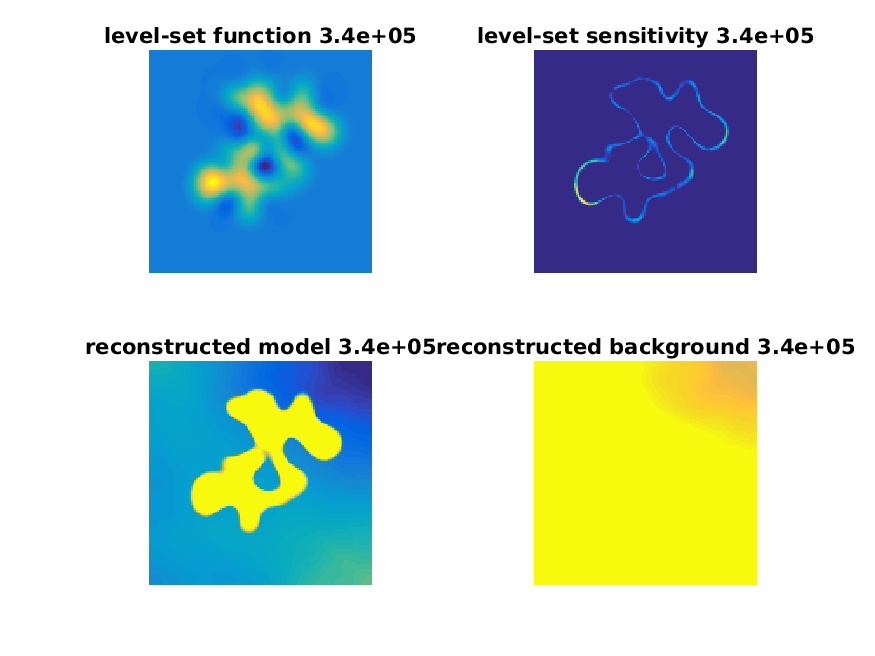 level-set function 3.4e+05
level-set sensitivity 3.4e+05
reconstructed model 3.4e+05
reconstructed background 3.4e+05